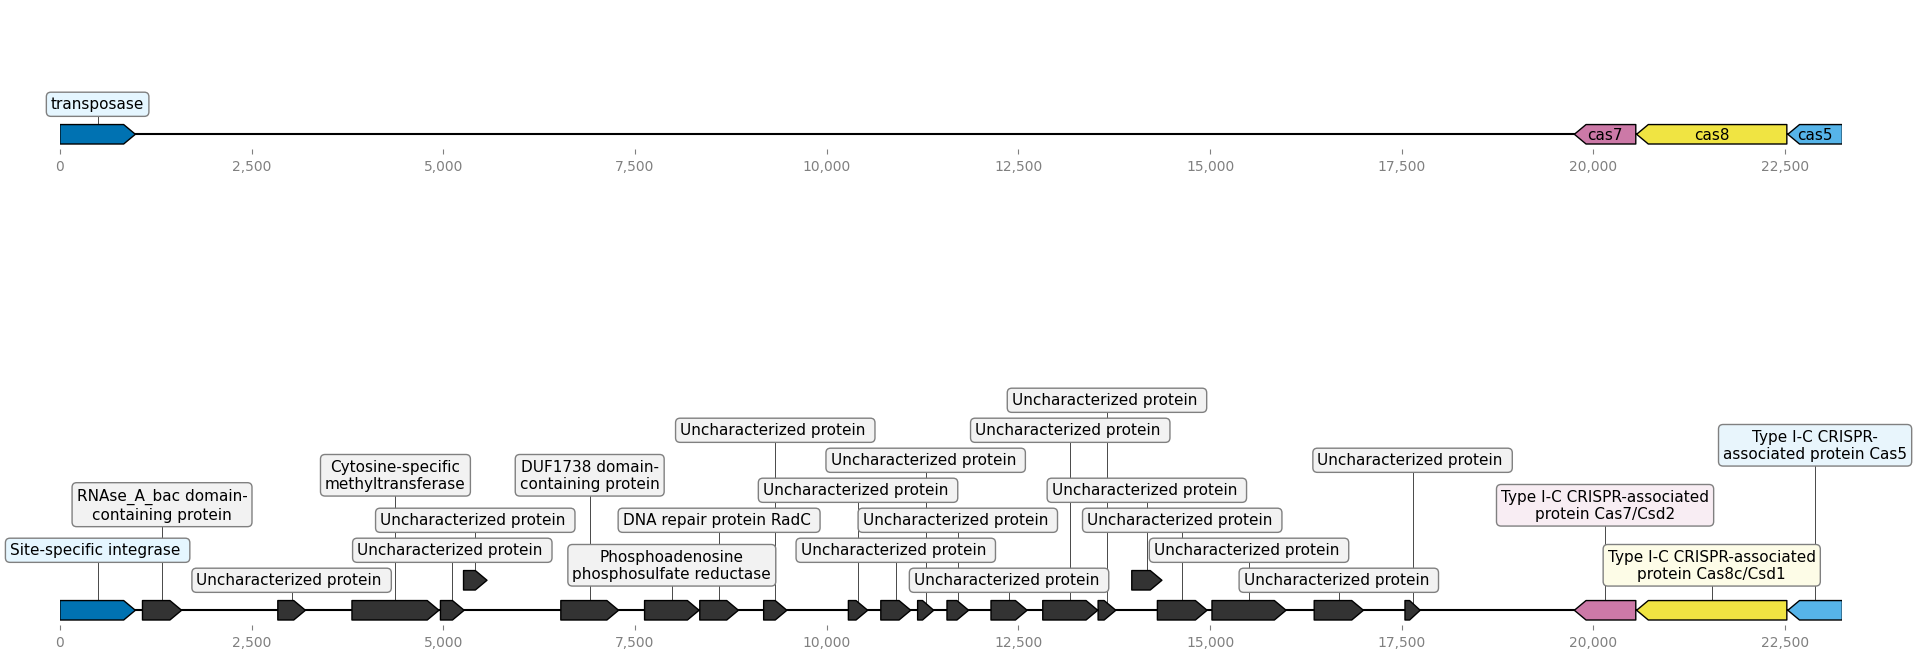 transposase
cas7
cas8
cas5
0
2,500
5,000
7,500
10,000
12,500
15,000
17,500
20,000
22,500
Uncharacterized protein
Uncharacterized protein
Uncharacterized protein
Type I-C CRISPR-
associated protein Cas5
Uncharacterized protein
Uncharacterized protein
Cytosine-specific
methyltransferase
DUF1738 domain-
containing protein
Uncharacterized protein
Uncharacterized protein
RNAse_A_bac domain-
containing protein
Type I-C CRISPR-associated
protein Cas7/Csd2
Uncharacterized protein
DNA repair protein RadC
Uncharacterized protein
Uncharacterized protein
Site-specific integrase
Uncharacterized protein
Phosphoadenosine
phosphosulfate reductase
Uncharacterized protein
Uncharacterized protein
Type I-C CRISPR-associated
protein Cas8c/Csd1
Uncharacterized protein
Uncharacterized protein
Uncharacterized protein
0
2,500
5,000
7,500
10,000
12,500
15,000
17,500
20,000
22,500